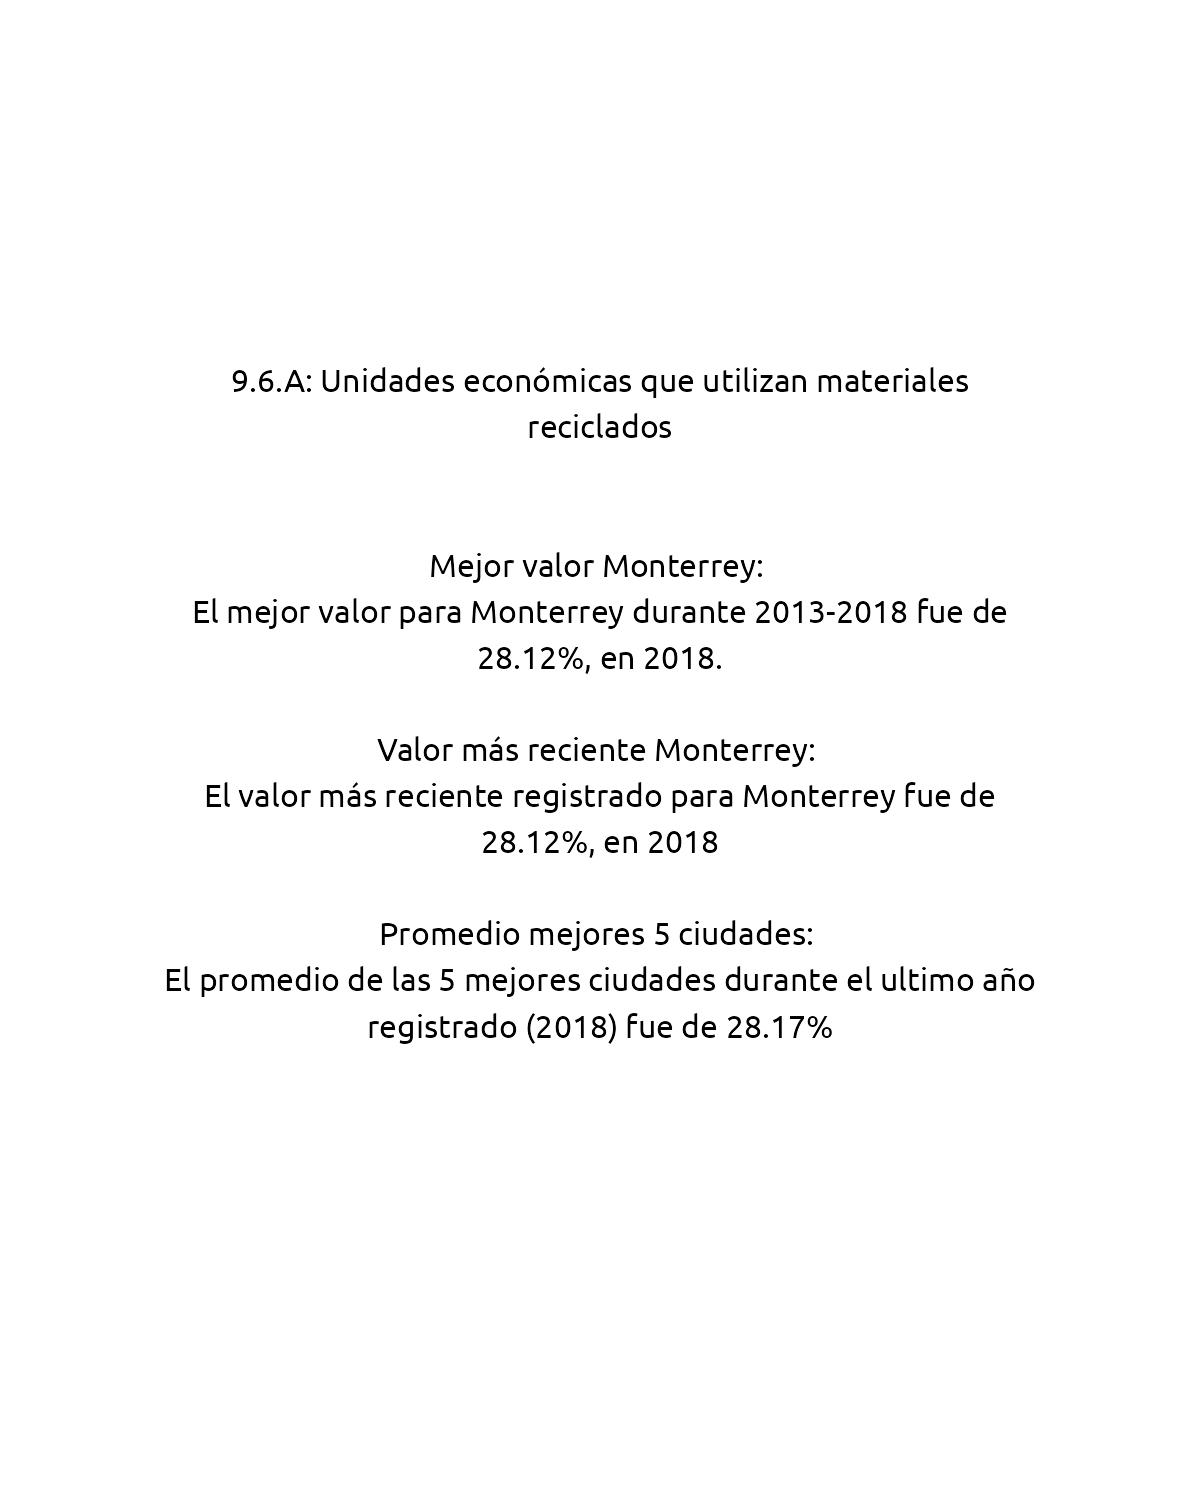 9.6.A: Unidades económicas que utilizan materiales
reciclados
Mejor valor Monterrey:
El mejor valor para Monterrey durante 2013-2018 fue de
28.12%, en 2018.
Valor más reciente Monterrey:
El valor más reciente registrado para Monterrey fue de
28.12%, en 2018
Promedio mejores 5 ciudades:
El promedio de las 5 mejores ciudades durante el ultimo año
registrado (2018) fue de 28.17%